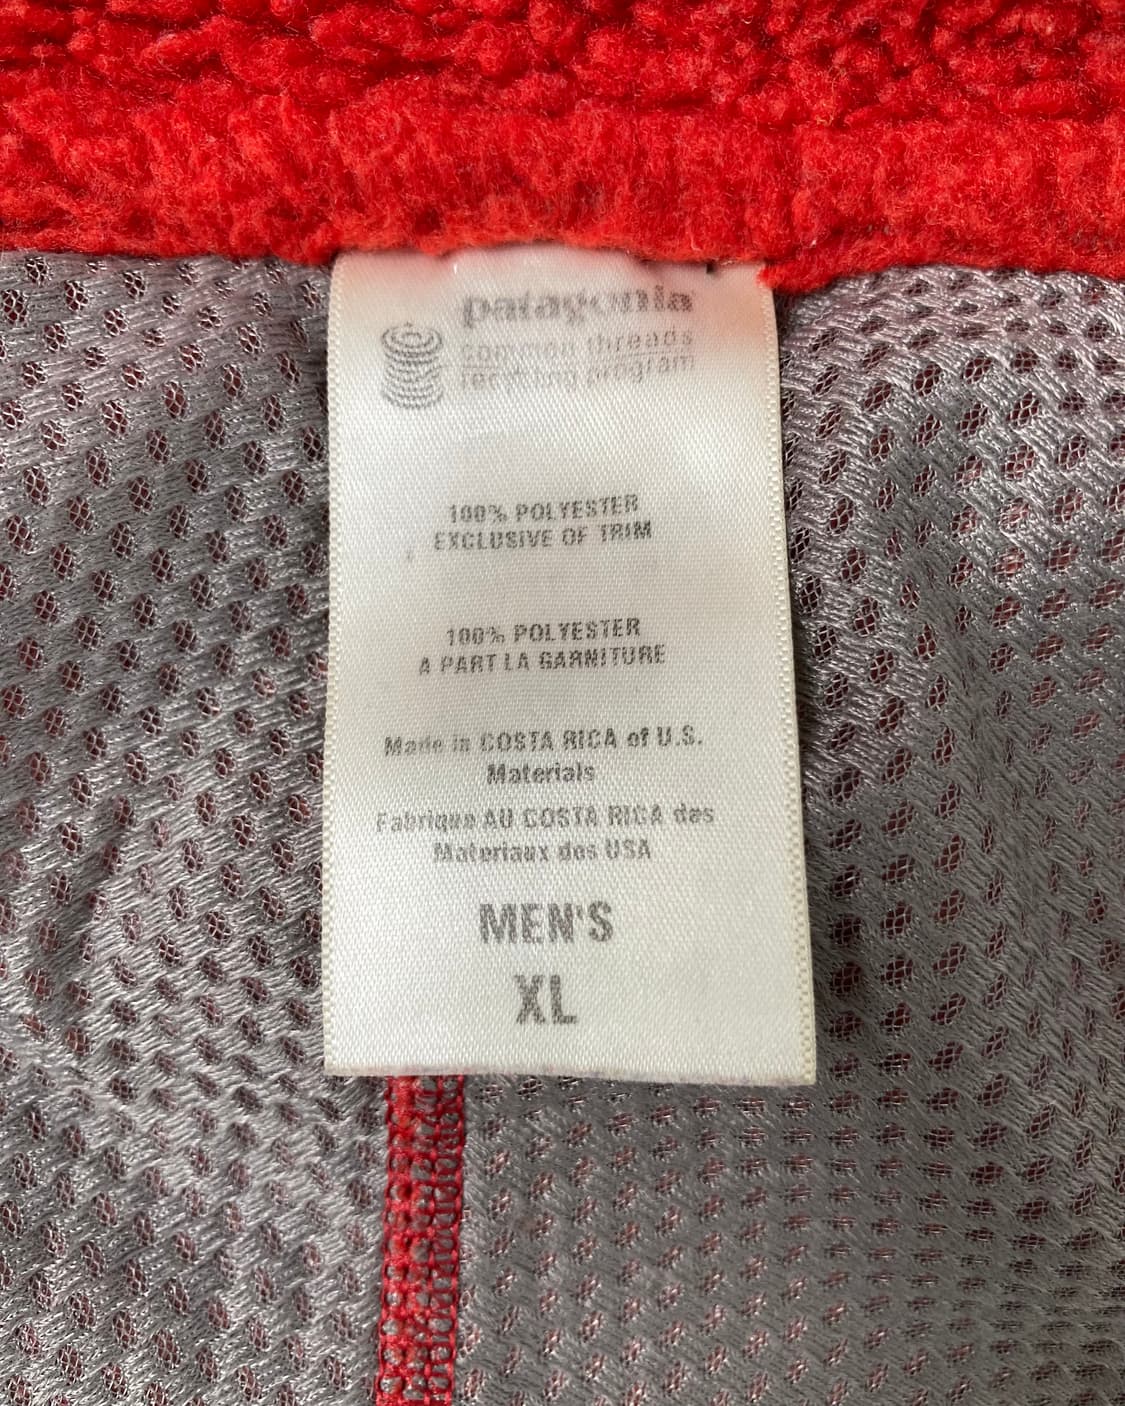 patagonia
common threads
recycling program
100% POLYESTER
EXCLUSIVE OF TRIM
100% POLYESTER
A PART LA GARNITURE
Made in COSTA RICA of U.S.
Materials
Fabrique AU COSTA RICA des
Materiaux des USA
MEN'S
XL